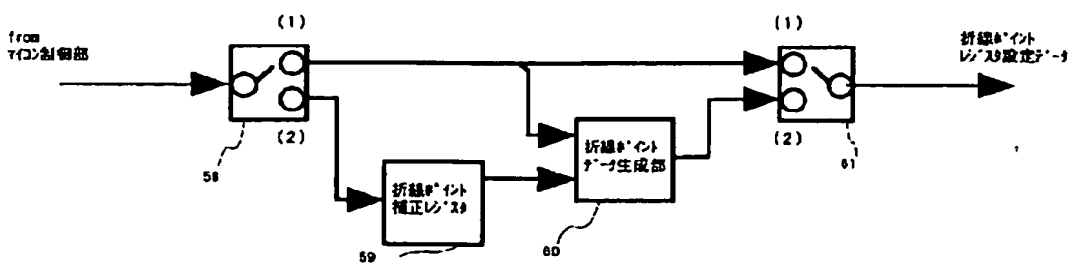 from
マイコン制御部
(1)
(2)
58
折線ポイント
補正レジスタ
59
折線ポイント
データ生成部
60
(1)
(2)
61
折線ポイント
レジスタ設定データ